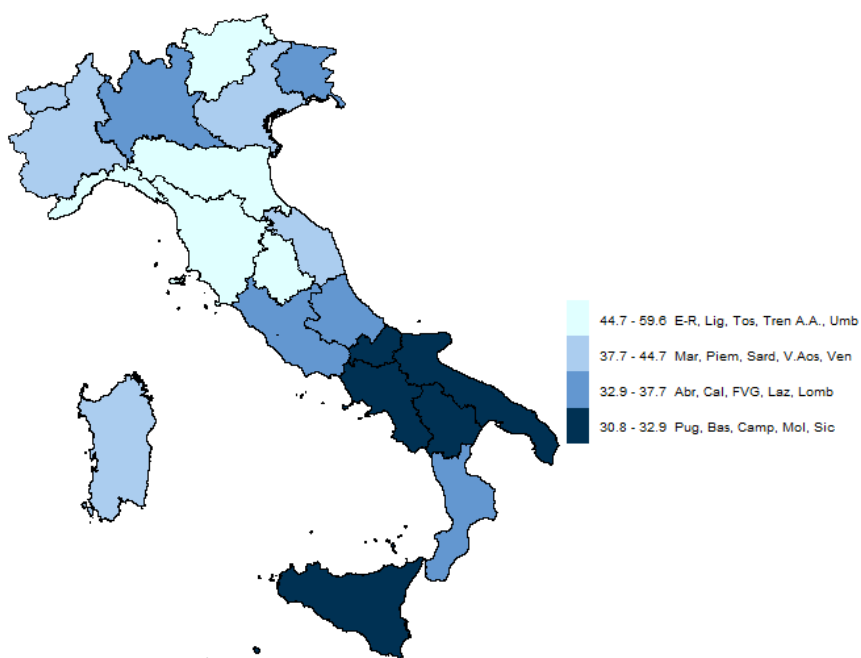 44.7 - 59.6 E-R, Lig, Tos, Tren A.A., Umb
37.7 - 44.7 Mar, Piem, Sard, V.Aos, Ven
32.9 - 37.7 Abr, Cal, FVG, Laz, Lomb
30.8 - 32.9 Pug, Bas, Camp, Mol, Sic